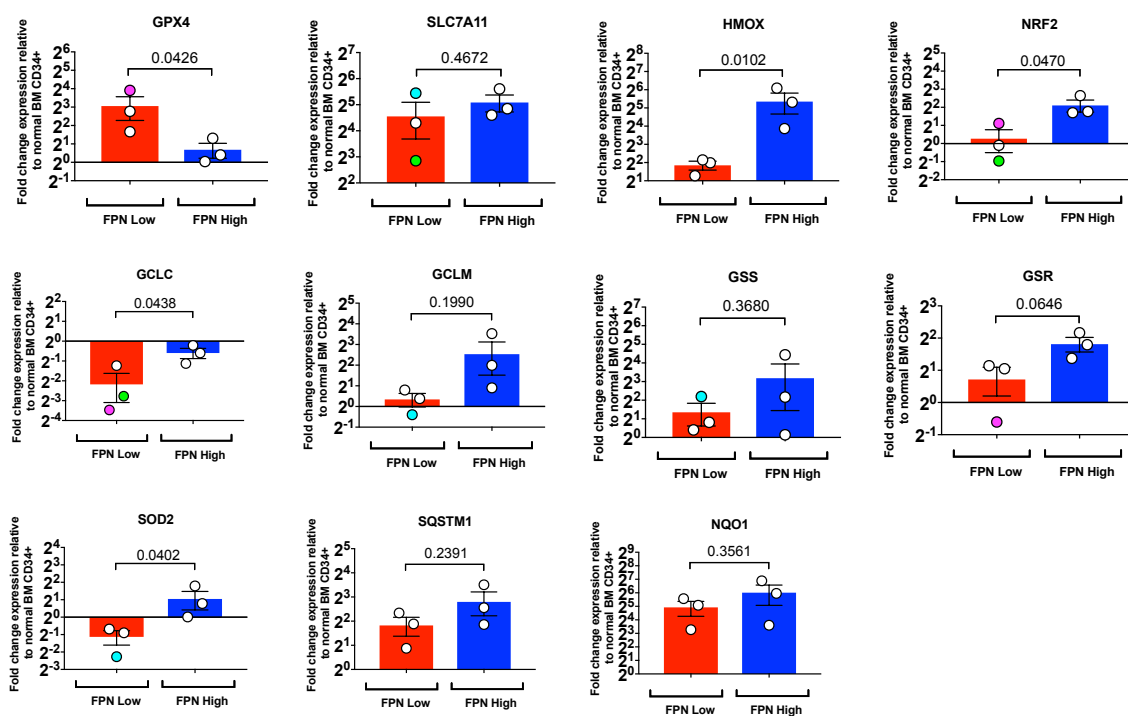 GPX4
Fold change expression relative
to normal BM CD34+
2^6
2^5
2^4
2^3
2^2
2^1
2^0
2^-1
0.0426
FPN Low
FPN High
SLC7A11
Fold change expression relative
to normal BM CD34+
2^7
2^6
2^5
2^4
2^3
2^2
0.4672
FPN Low
FPN High
HMOX
Fold change expression relative
to normal BM CD34+
2^8
2^7
2^6
2^5
2^4
2^3
2^2
2^1
0.0102
FPN Low
FPN High
NRF2
Fold change expression relative
to normal BM CD34+
2^5
2^4
2^3
2^2
2^1
2^0
2^-1
2^-2
0.0470
FPN Low
FPN High
GCLC
Fold change expression relative
to normal BM CD34+
2^2
2^1
2^0
2^-1
2^-2
2^-3
2^-4
0.0438
FPN Low
FPN High
GCLM
Fold change expression relative
to normal BM CD34+
2^5
2^4
2^3
2^2
2^1
2^0
2^-1
0.1990
FPN Low
FPN High
GSS
Fold change expression relative
to normal BM CD34+
2^7
2^6
2^5
2^4
2^3
2^2
2^1
2^0
0.3680
FPN Low
FPN High
GSR
Fold change expression relative
to normal BM CD34+
2^3
2^2
2^1
2^0
2^-1
0.0646
FPN Low
FPN High
SOD2
Fold change expression relative
to normal BM CD34+
2^4
2^3
2^2
2^1
2^0
2^-1
2^-2
2^-3
0.0402
FPN Low
FPN High
SQSTM1
Fold change expression relative
to normal BM CD34+
2^6
2^5
2^4
2^3
2^2
2^1
2^0
0.2391
FPN Low
FPN High
NQO1
Fold change expression relative
to normal BM CD34+
2^9
2^8
2^7
2^6
2^5
2^4
2^3
2^2
2^1
2^0
0.3561
FPN Low
FPN High